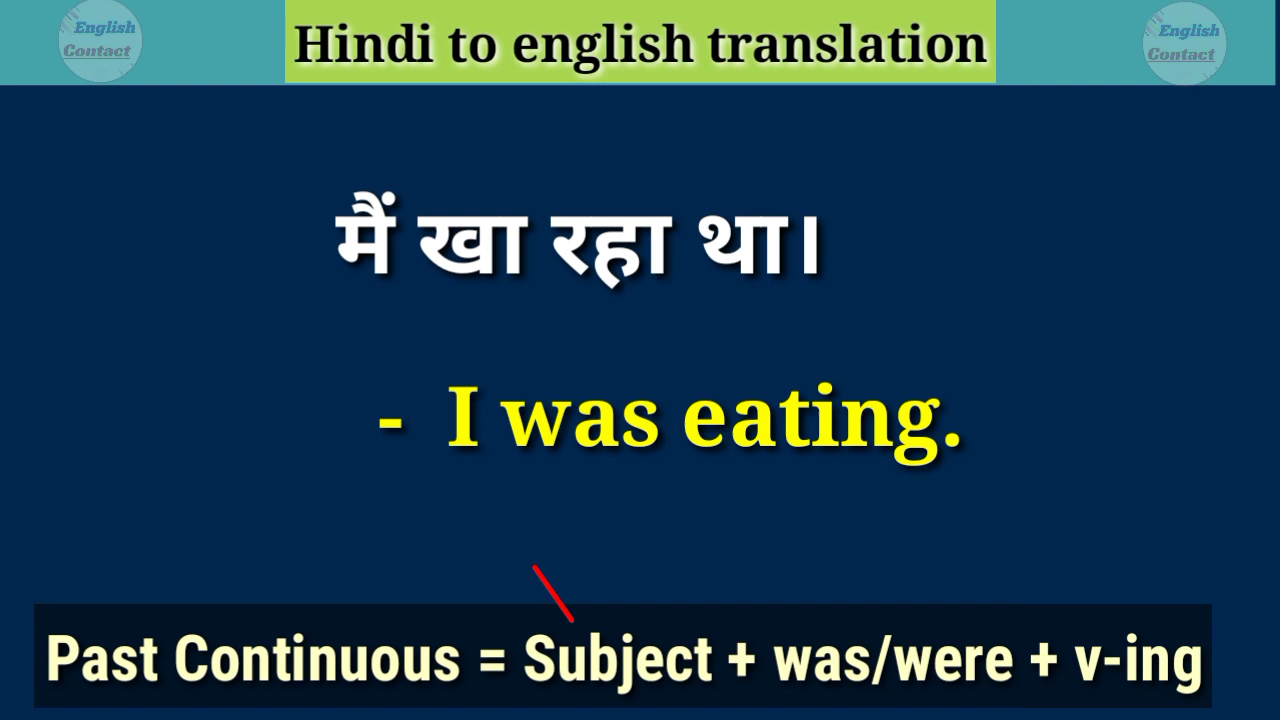 English
Contact
Hindi to english translation
English
Contact
मैं खा रहा था।
- I was eating.
Past Continuous = Subject + was/were + v-ing